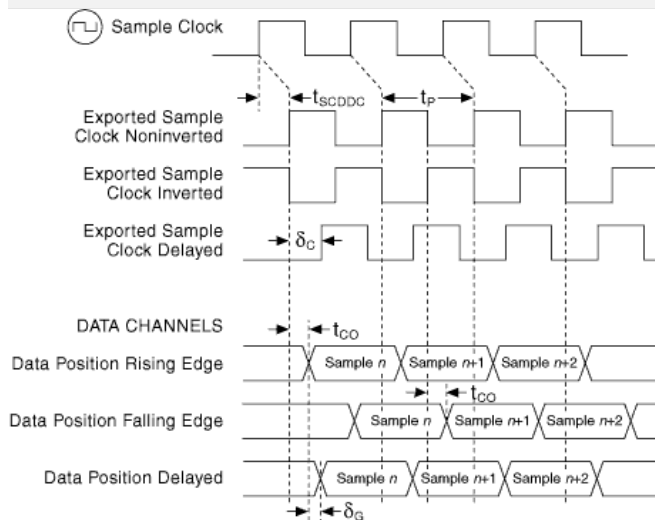 Sample Clock
tSCDDC
tP
Exported Sample
Clock Noninverted
Exported Sample
Clock Inverted
Exported Sample
Clock Delayed
δC
DATA CHANNELS
tCO
Data Position Rising Edge
Sample n
Sample n+1
Sample n+2
tCO
Data Position Falling Edge
Sample n
Sample n+1
Sample n+2
Data Position Delayed
Sample n
Sample n+1
Sample n+2
δG